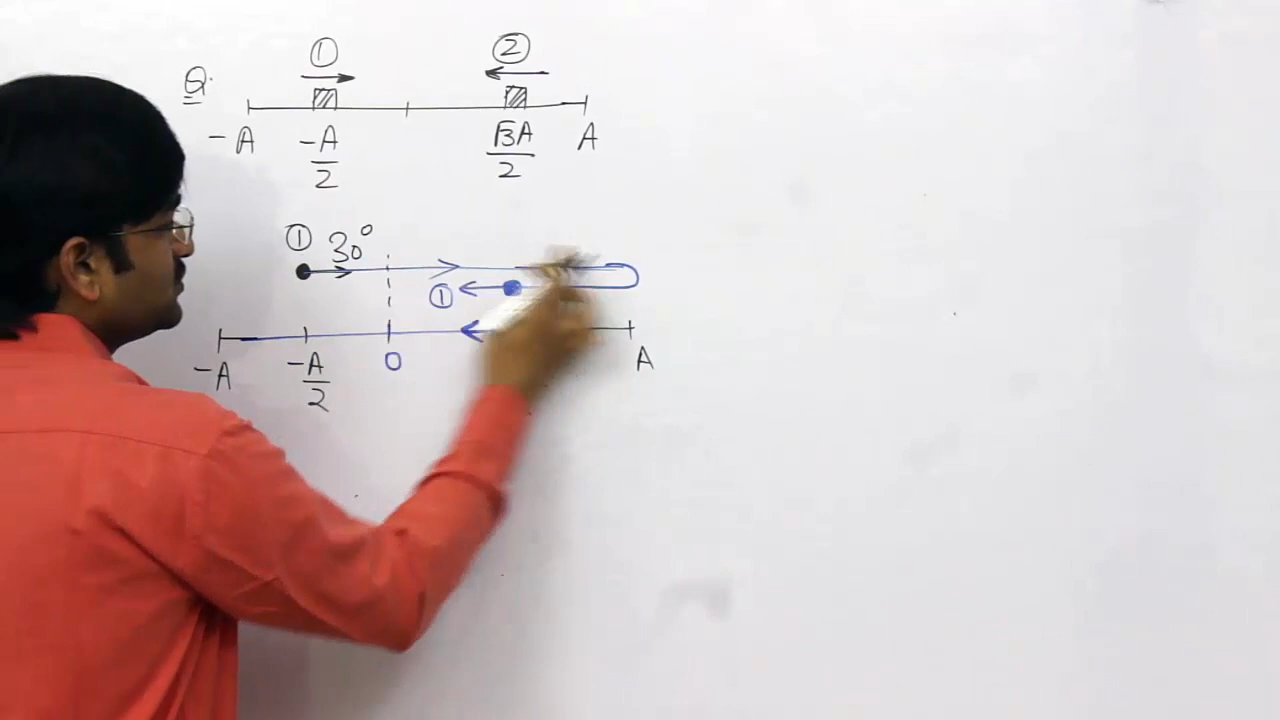 ① ②
Q.
-A -A/2 √3A/2 A
① 30°
①
-A -A/2 0 A